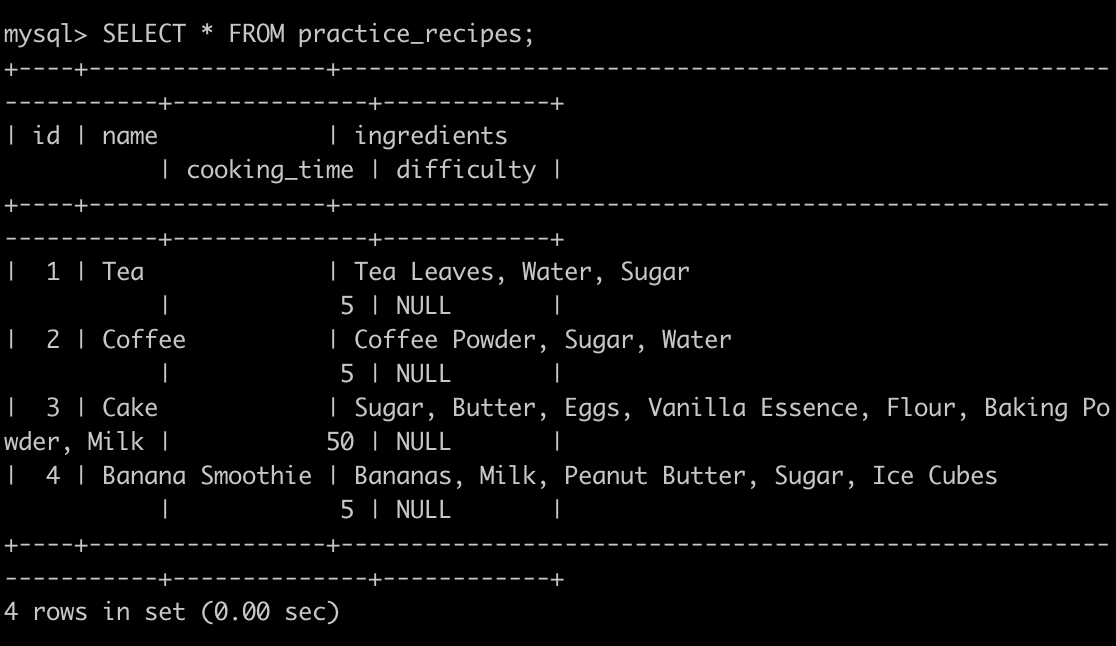 mysql> SELECT * FROM practice_recipes;
+----+-----------------+-------------------------------------------------------
-----------+--------------+------------+
| id | name            | ingredients
           | cooking_time | difficulty |
+----+-----------------+-------------------------------------------------------
-----------+--------------+------------+
|  1 | Tea             | Tea Leaves, Water, Sugar
           |            5 | NULL       |
|  2 | Coffee          | Coffee Powder, Sugar, Water
           |            5 | NULL       |
|  3 | Cake            | Sugar, Butter, Eggs, Vanilla Essence, Flour, Baking Po
wder, Milk |           50 | NULL       |
|  4 | Banana Smoothie | Bananas, Milk, Peanut Butter, Sugar, Ice Cubes
           |            5 | NULL       |
+----+-----------------+-------------------------------------------------------
-----------+--------------+------------+
4 rows in set (0.00 sec)